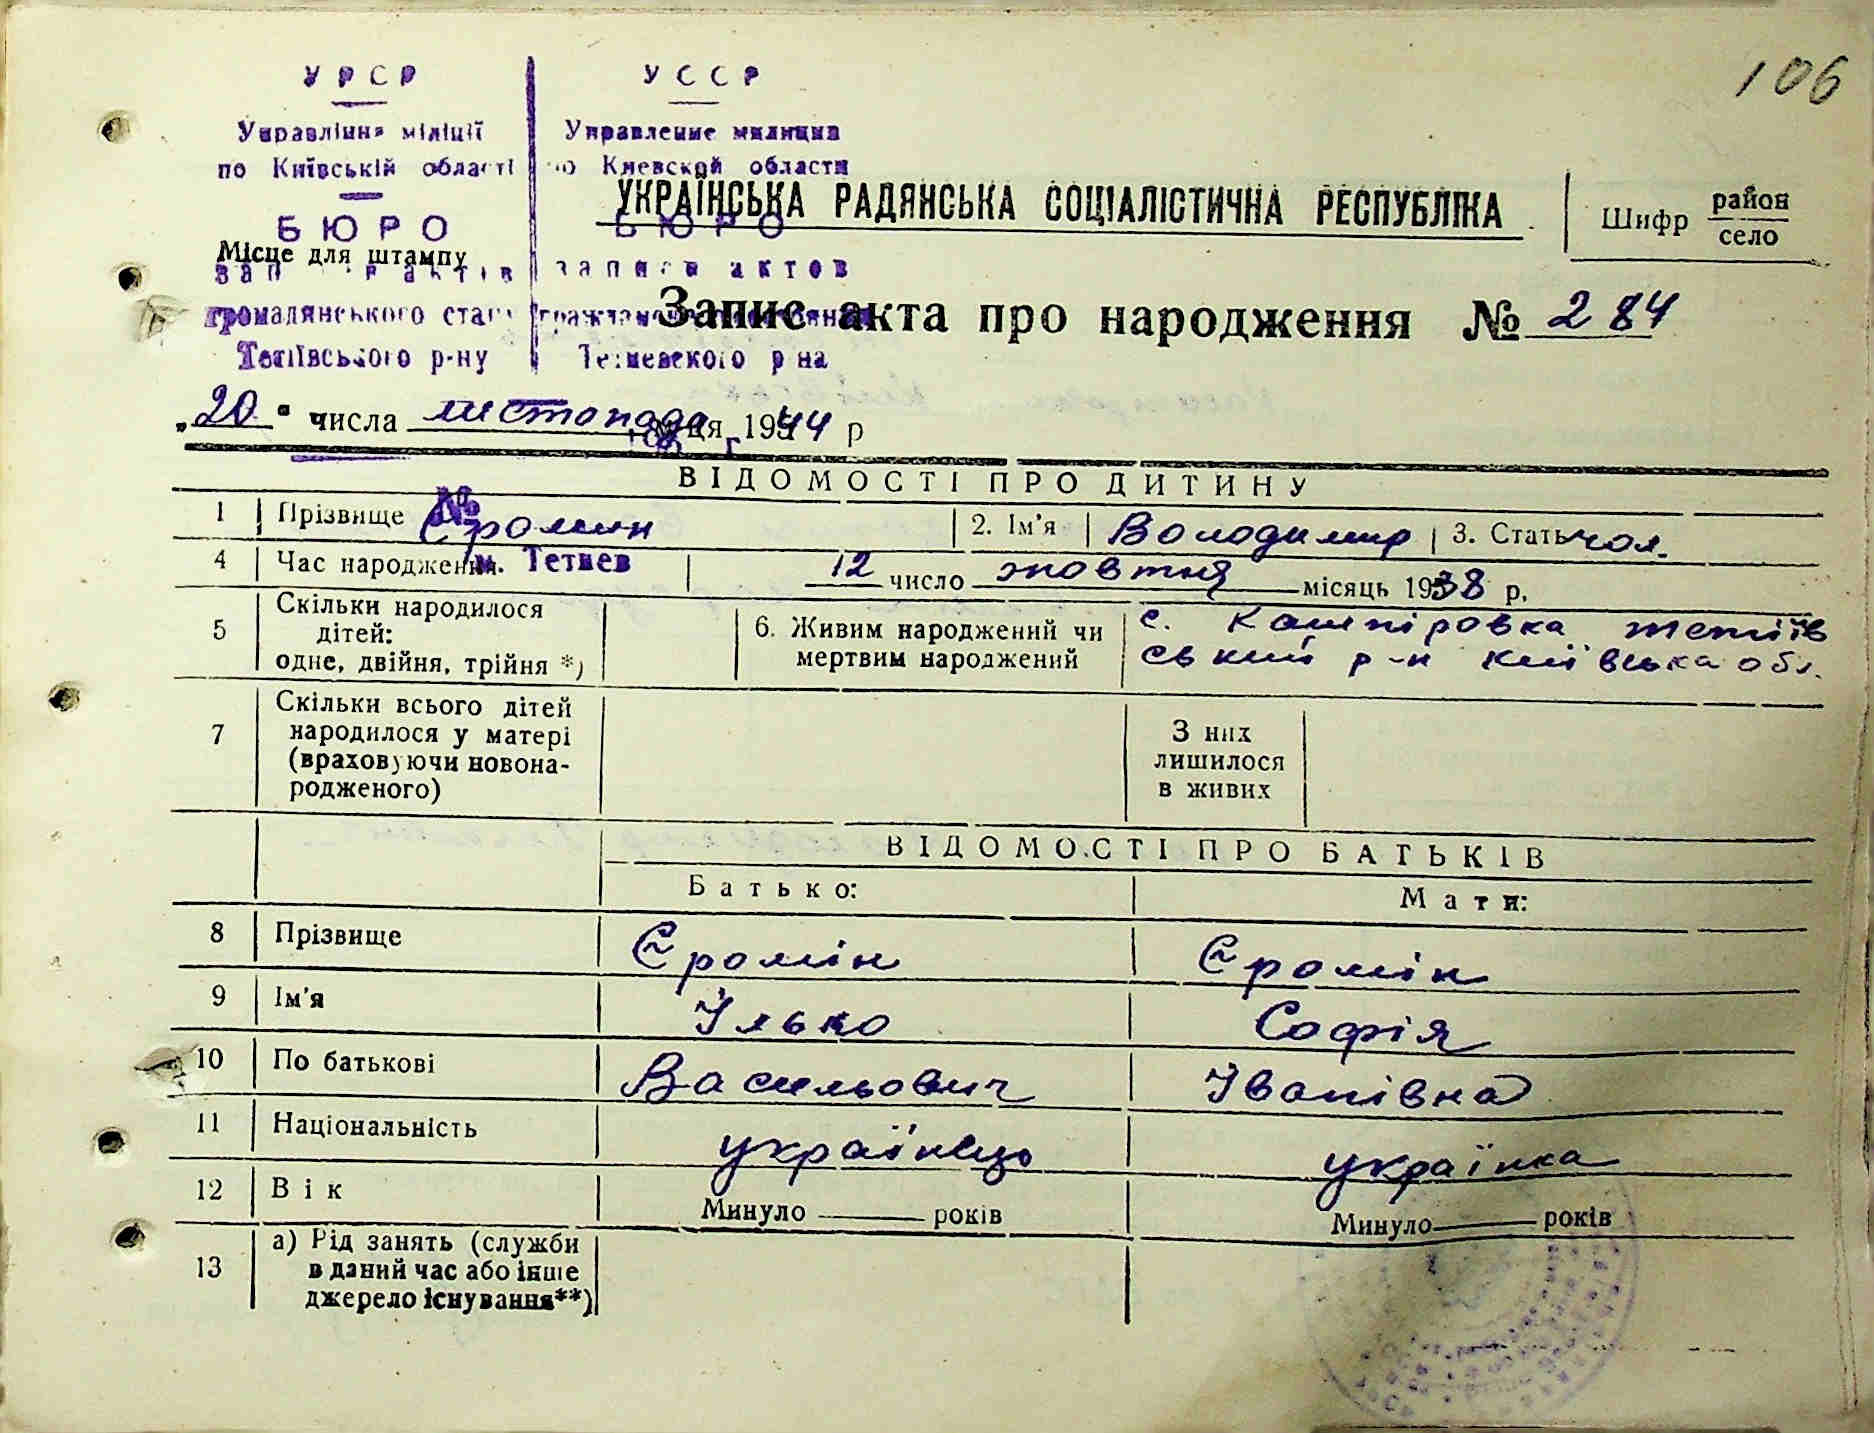 106
УРСР
Управління міліції
по Київській області
БЮРО
громадянського
Тетіївського р-ну
УССР
Управление милиции
по Киевской области
БЮРО
записи актов
Тетиевского р на
м. Тетиев
Місце для штампу
УКРАЇНСЬКА РАДЯНСЬКА СОЦІАЛІСТИЧНА РЕСПУБЛІКА
Шифр район
село
Запис акта про народження № 284
„20“ числа листопада м-ця 1944 р
ВІДОМОСТІ ПРО ДИТИНУ
1 Прізвище Єромин 2. Ім'я Володимир 3. Стать чол.
4 Час народження 12 число жовтня місяць 1938 р.
5 Скільки народилося
дітей:
одне, двійня, трійня *)
6. Живим народжений чи
мертвим народжений
с. Кашпіровка тетіїв
ський р-н київська обл.
7 Скільки всього дітей
народилося у матері
(враховуючи новона-
родженого)
З них
лишилося
в живих
ВІДОМОСТІ ПРО БАТЬКІВ
Батько: Мати:
8 Прізвище Єромін Єромін
9 Ім'я Ілько Софія
10 По батькові Васильович Іванівна
11 Національність українець українка
12 Вік Минуло років Минуло років
13 а) Рід занять (служби
в даний час або інше
джерело існування**)